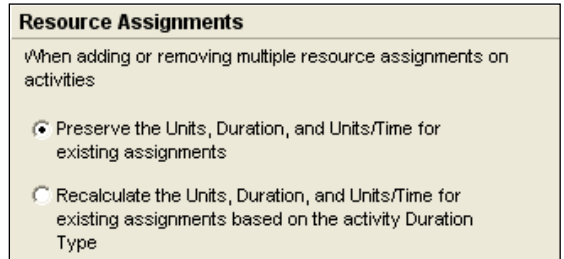 Resource Assignments
When adding or removing multiple resource assignments on
activities
Preserve the Units, Duration, and Units/Time for
existing assignments
Recalculate the Units, Duration, and Units/Time for
existing assignments based on the activity Duration
Type